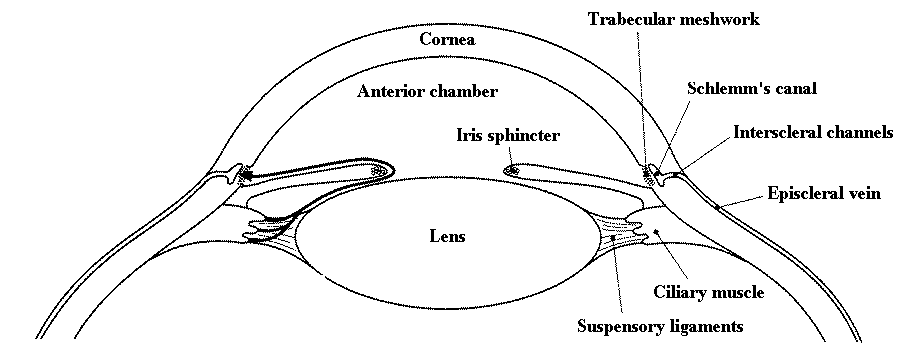 Trabecular meshwork
Cornea
Schlemm's canal
Anterior chamber
Interscleral channels
Iris sphincter
Episcleral vein
Lens
Ciliary muscle
Suspensory ligaments